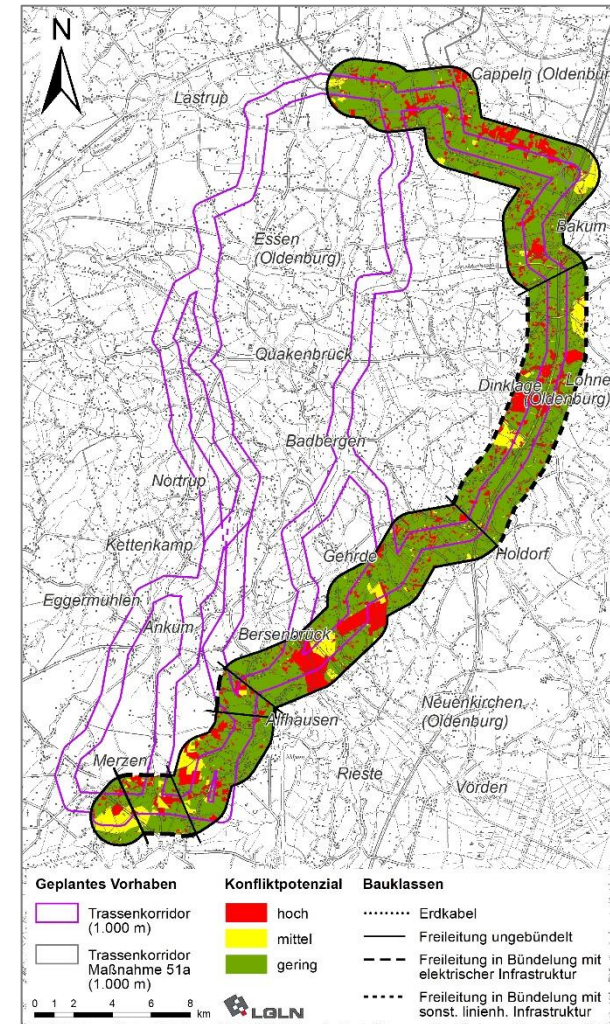 N
Cappeln (Oldenbur
Lastrup
Bakum
Essen
(Oldenburg)
Quakenbrück
Dinklage
Lohne
(Oldenburg)
Badbergen
Nortrup
Kettenkamp
Gehrde
Holdorf
Eggermühlen
Ankum
Bersenbrück
Neuenkirchen
(Oldenburg)
Alfhausen
Merzen
Rieste
Vörden
Geplantes Vorhaben
Trassenkorridor
(1.000 m)
Trassenkorridor
Maßnahme 51a
(1.000 m)
0 1 2 4 6 8
km
Konfliktpotenzial
hoch
mittel
gering
LGLN
Bauklassen
Erdkabel
Freileitung ungebündelt
Freileitung in Bündelung mit
elektrischer Infrastruktur
Freileitung in Bündelung mit
sonst. linienh. Infrastruktur